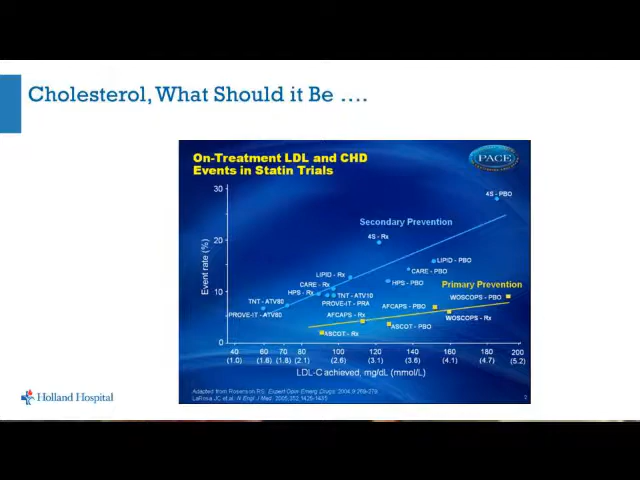 Cholesterol, What Should it Be ....
On-Treatment LDL and CHD
Events in Statin Trials
PACE
30
20
10
0
Event rate (%)
4S - PBO
Secondary Prevention
4S - Rx
LIPID - PBO
LIPID - Rx
CARE - PBO
CARE - Rx
HPS - PBO
Primary Prevention
HPS - Rx
TNT - ATV10
WOSCOPS - PBO
TNT - ATV80
PROVE-IT - PRA
AFCAPS - PBO
PROVE-IT - ATV80
AFCAPS - Rx
WOSCOPS - Rx
ASCOT - PBO
ASCOT - Rx
40 60 70 80 100 120 140 160 180 200
(1.0) (1.6) (1.8) (2.1) (2.6) (3.1) (3.6) (4.1) (4.7) (5.2)
LDL-C achieved, mg/dL (mmol/L)
Adapted from Rosenson RS. Expert Opin Emerg Drugs 2004;9:269-279
LaRosa JC et al. N Engl J Med 2005;352:1425-1435
Holland Hospital